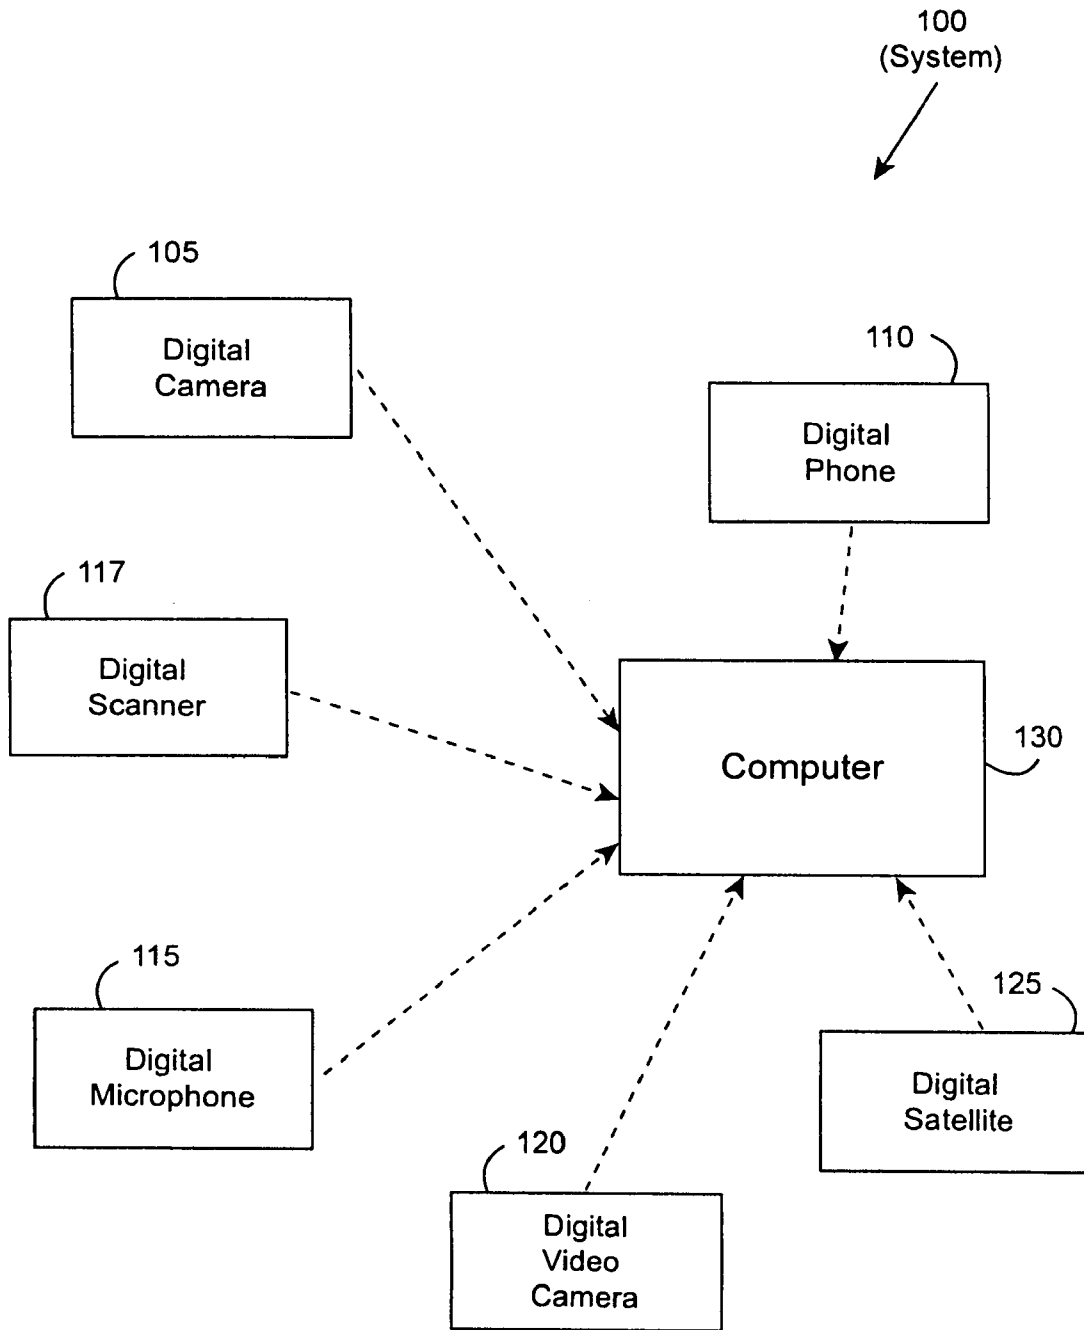 100
(System)
105
Digital
Camera
110
Digital
Phone
117
Digital
Scanner
130
Computer
115
Digital
Microphone
125
Digital
Satellite
120
Digital
Video
Camera